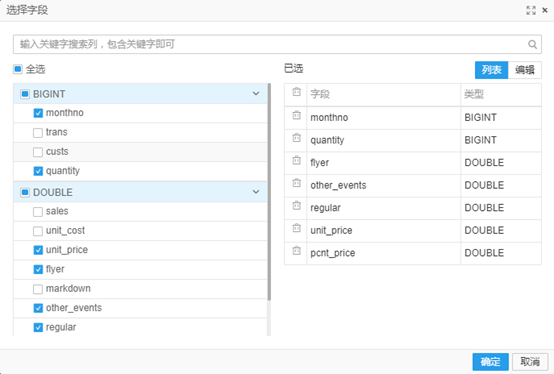 选择字段
输入关键字搜索列，包含关键字即可
全选
BIGINT
monthno
trans
custs
quantity
DOUBLE
sales
unit_cost
unit_price
flyer
markdown
other_events
regular
已选
列表 编辑
字段 类型
monthno BIGINT
quantity BIGINT
flyer DOUBLE
other_events DOUBLE
regular DOUBLE
unit_price DOUBLE
pcnt_price DOUBLE
确定 取消